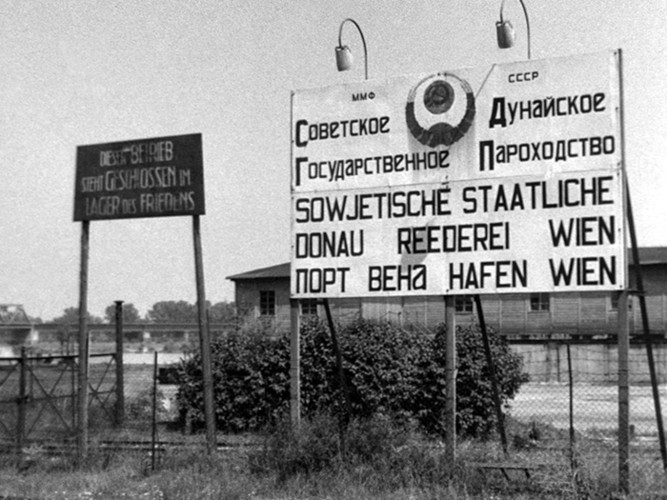 DIESER BETRIEB
STEHT GESCHLOSSEN IM
LAGER DES FRIEDENS
ММФ СССР
Советское Дунайское
Государственное Пароходство
SOWJETISCHE STAATLICHE
DONAU REEDEREI WIEN
ПОРТ ВЕНА HAFEN WIEN